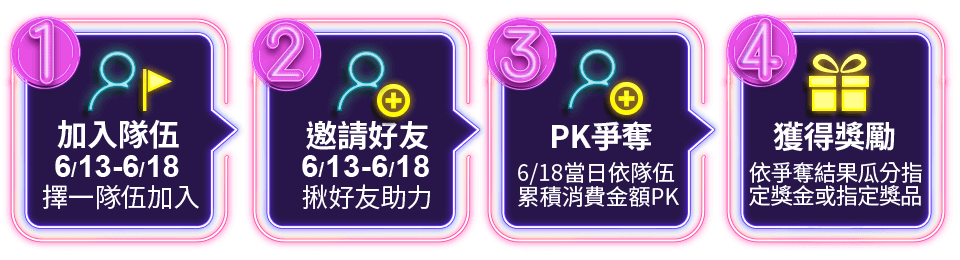 1
加入隊伍
6/13-6/18
擇一隊伍加入
2
邀請好友
6/13-6/18
揪好友助力
3
PK爭奪
6/18當日依隊伍
累積消費金額PK
4
獲得獎勵
依爭奪結果瓜分指
定獎金或指定獎品